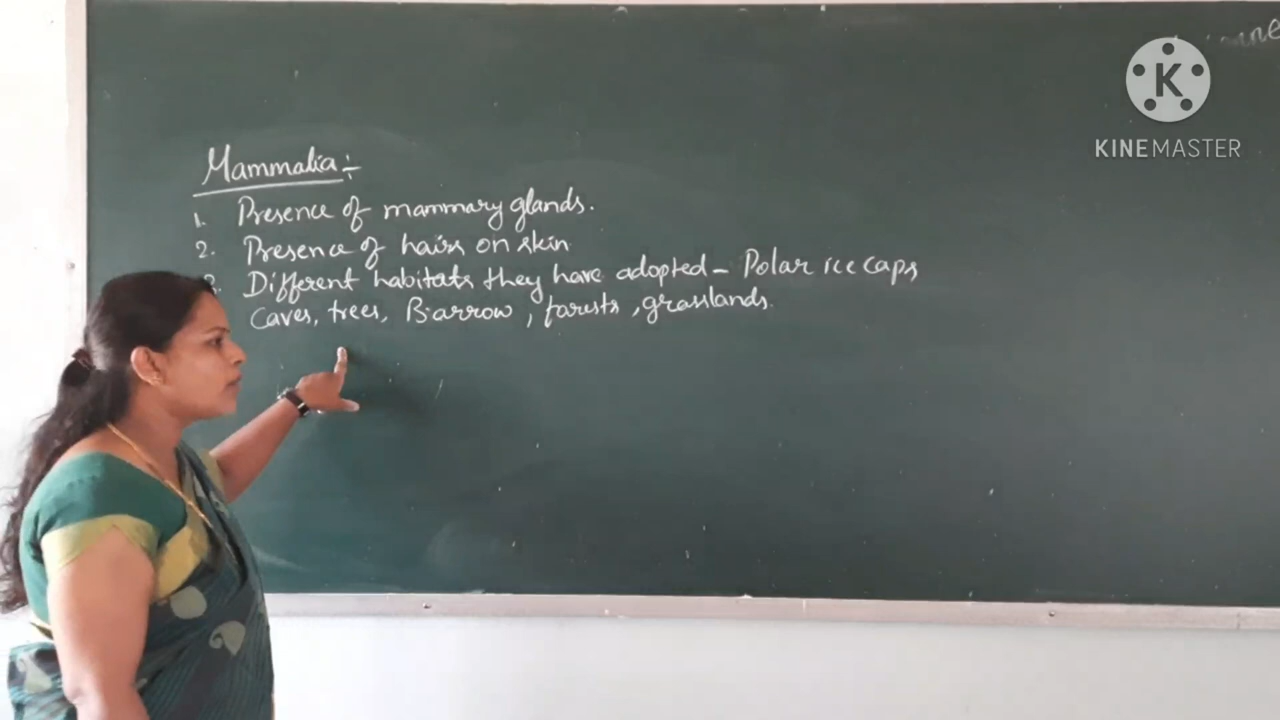 Mammalia :-
1. Presence of mammary glands.
2. Presence of hairs on skin
3. Different habitats they have adopted - Polar ice caps
Caves, trees, Barrow, forests, grasslands.
K
KINEMASTER